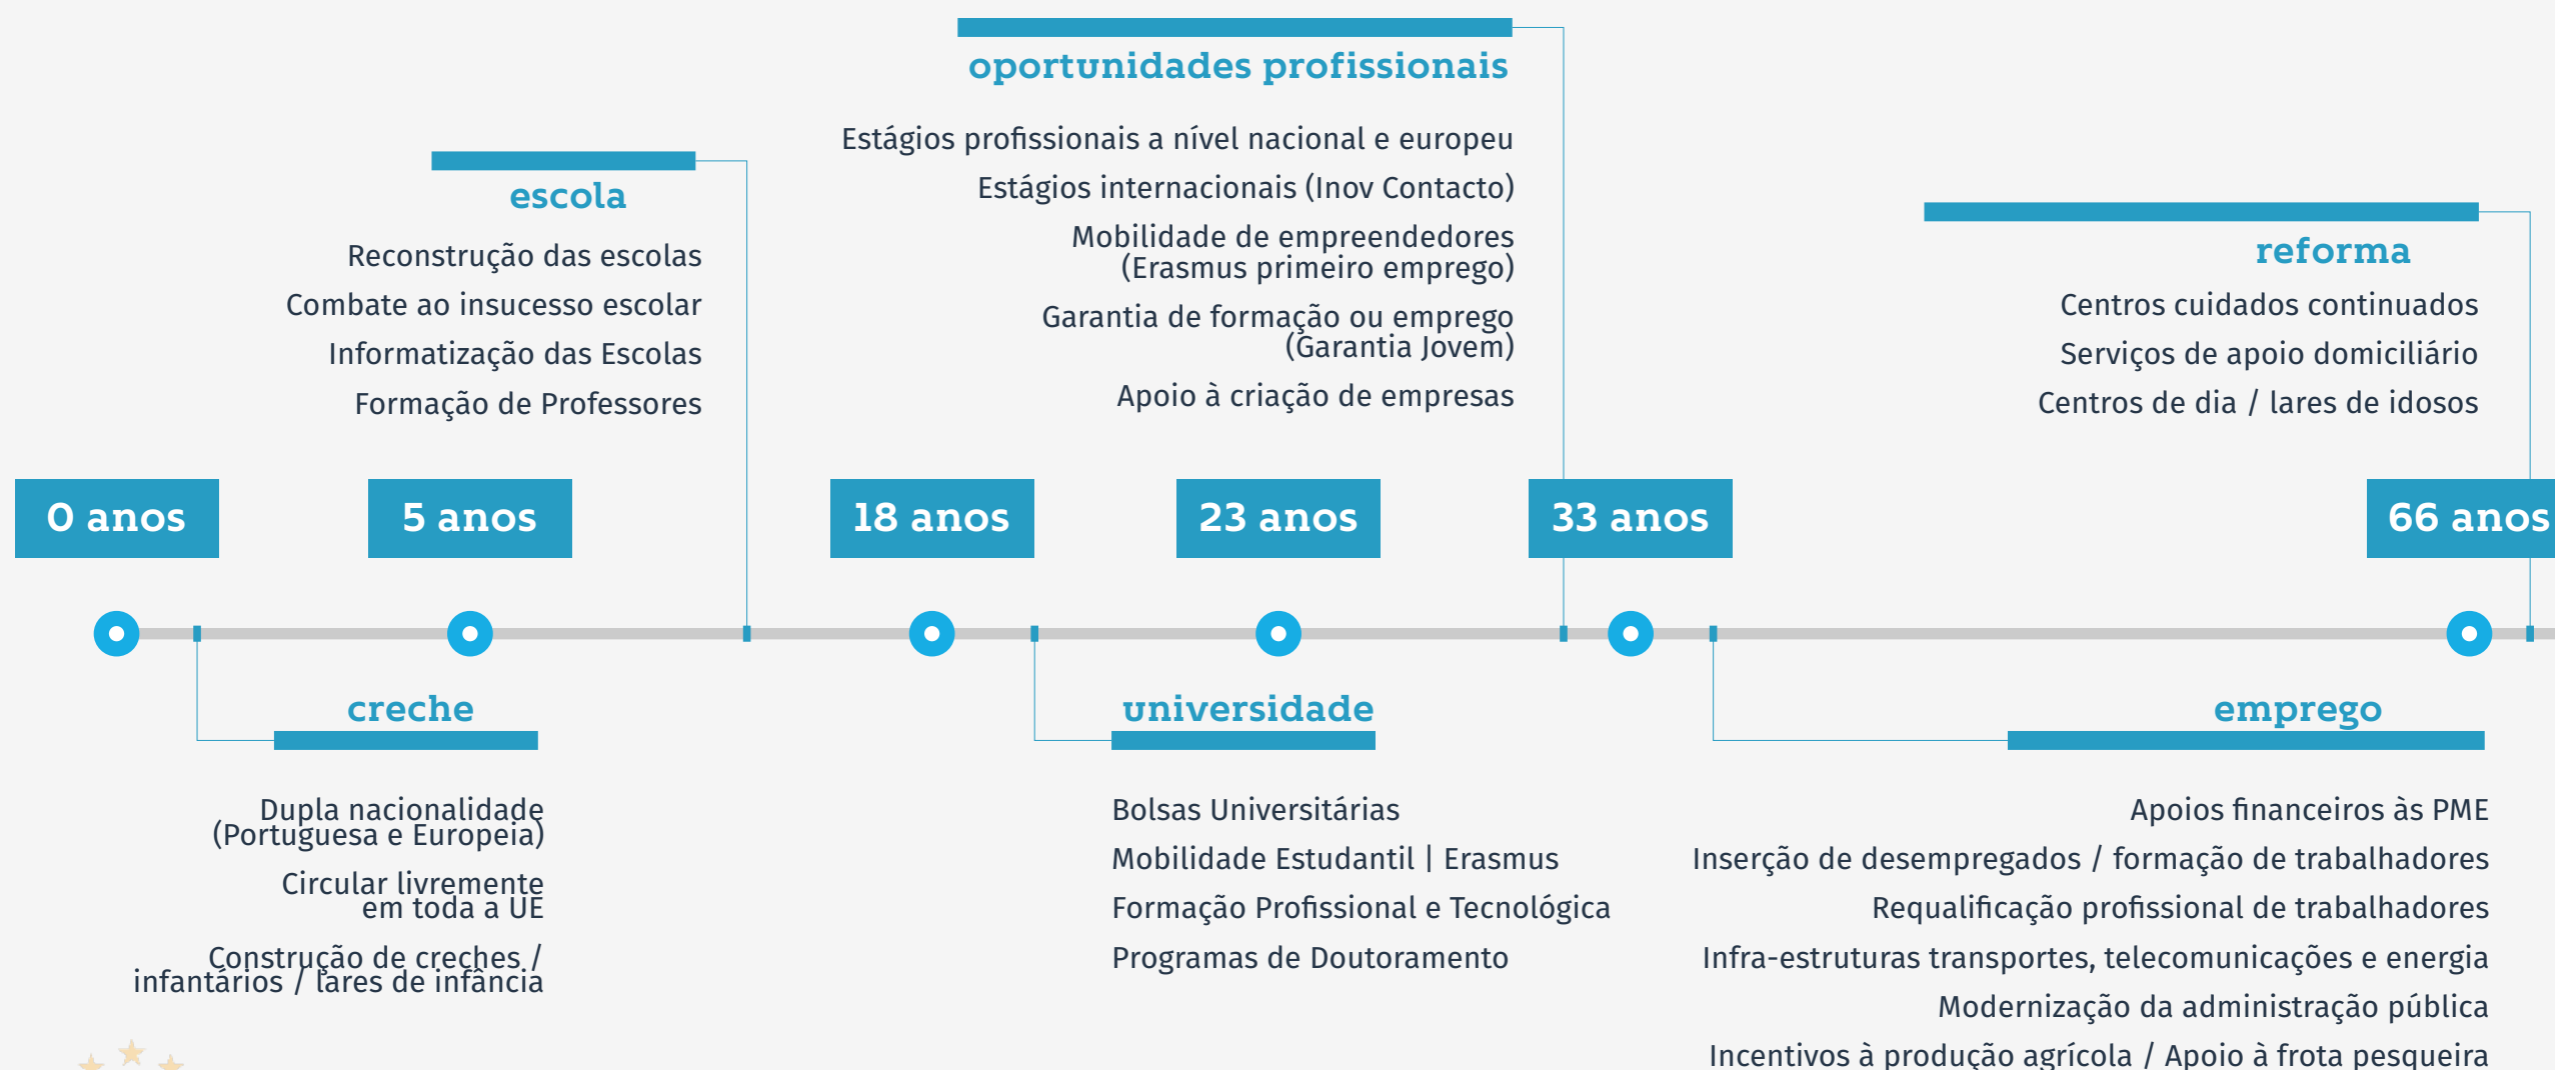 oportunidades profissionais
Estágios profissionais a nível nacional e europeu
Estágios internacionais (Inov Contacto)
Mobilidade de empreendedores
(Erasmus primeiro emprego)
Garantia de formação ou emprego
(Garantia Jovem)
Apoio à criação de empresas
escola
Reconstrução das escolas
Combate ao insucesso escolar
Informatização das Escolas
Formação de Professores
reforma
Centros cuidados continuados
Serviços de apoio domiciliário
Centros de dia / lares de idosos
0 anos
5 anos
18 anos
23 anos
33 anos
66 anos
creche
Dupla nacionalidade
(Portuguesa e Europeia)
Circular livremente
em toda a UE
Construção de creches /
infantários / lares de infância
universidade
Bolsas Universitárias
Mobilidade Estudantil | Erasmus
Formação Profissional e Tecnológica
Programas de Doutoramento
emprego
Apoios financeiros às PME
Inserção de desempregados / formação de trabalhadores
Requalificação profissional de trabalhadores
Infra-estruturas transportes, telecomunicações e energia
Modernização da administração pública
Incentivos à produção agrícola / Apoio à frota pesqueira